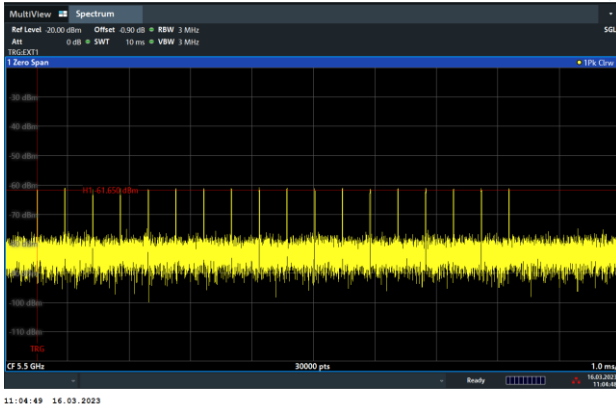 MultiView Spectrum
Ref Level -20.00 dBm Offset -0.90 dB RBW 3 MHz SGL
Att 0 dB SWT 10 ms VBW 3 MHz
TRG:EXT1
1 Zero Span 1Pk Clrw
-30 dBm
-40 dBm
-50 dBm
-60 dBm
H1 -61.650 dBm
-70 dBm
-100 dBm
-110 dBm
TRG
CF 5.5 GHz 30000 pts 1.0 ms/
Ready 16.03.2023
11:04:48
11:04:49 16.03.2023